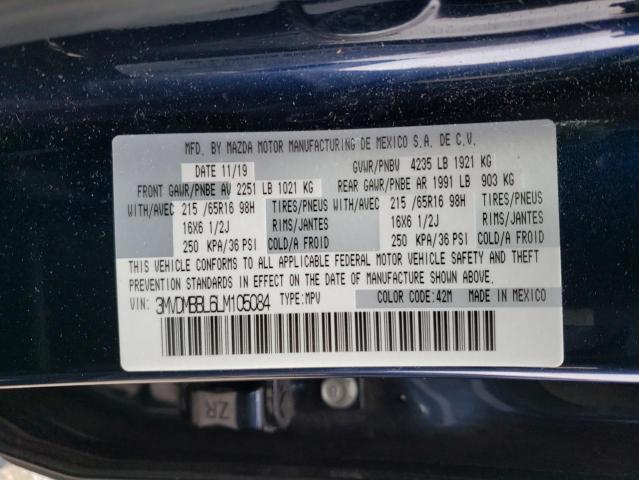 MFD. BY MAZDA MOTOR MANUFACTURING DE MEXICO S.A. DE C.V.
DATE 11/19 GVWR/PNBV 4235 LB 1921 KG
FRONT GAWR/PNBE AV 2251 LB 1021 KG REAR GAWR/PNBE AR 1991 LB 903 KG
WITH/AVEC 215 /65R16 98H TIRES/PNEUS WITH/AVEC 215 /65R16 98H TIRES/PNEUS
16X6 1/2J RIMS/JANTES 16X6 1/2J RIMS/JANTES
250 KPA/36 PSI COLD/A FROID 250 KPA/36 PSI COLD/A FROID
THIS VEHICLE CONFORMS TO ALL APPLICABLE FEDERAL MOTOR VEHICLE SAFETY AND THEFT
PREVENTION STANDARDS IN EFFECT ON THE DATE OF MANUFACTURE SHOWN ABOVE.
VIN: 3MVDMBBL6LM105084 TYPE: MPV COLOR CODE: 42M MADE IN MEXICO
ZR